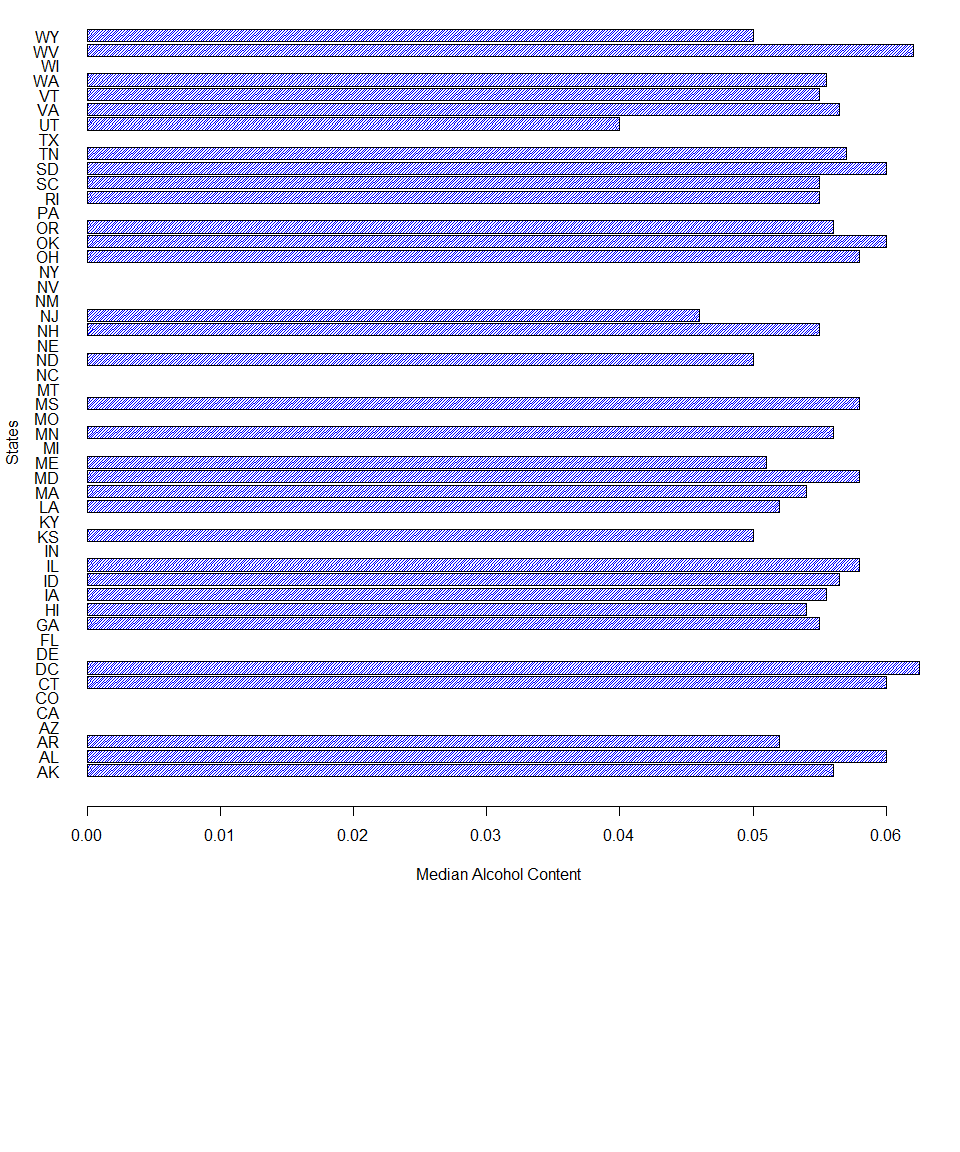 WY
WV
WI
WA
VT
VA
UT
TX
TN
SD
SC
RI
PA
OR
OK
OH
NY
NV
NM
NJ
NH
NE
ND
NC
MT
MS
MO
MN
MI
ME
MD
MA
LA
KY
KS
IN
IL
ID
IA
HI
GA
FL
DE
DC
CT
CO
CA
AZ
AR
AL
AK
States
0.00 0.01 0.02 0.03 0.04 0.05 0.06
Median Alcohol Content